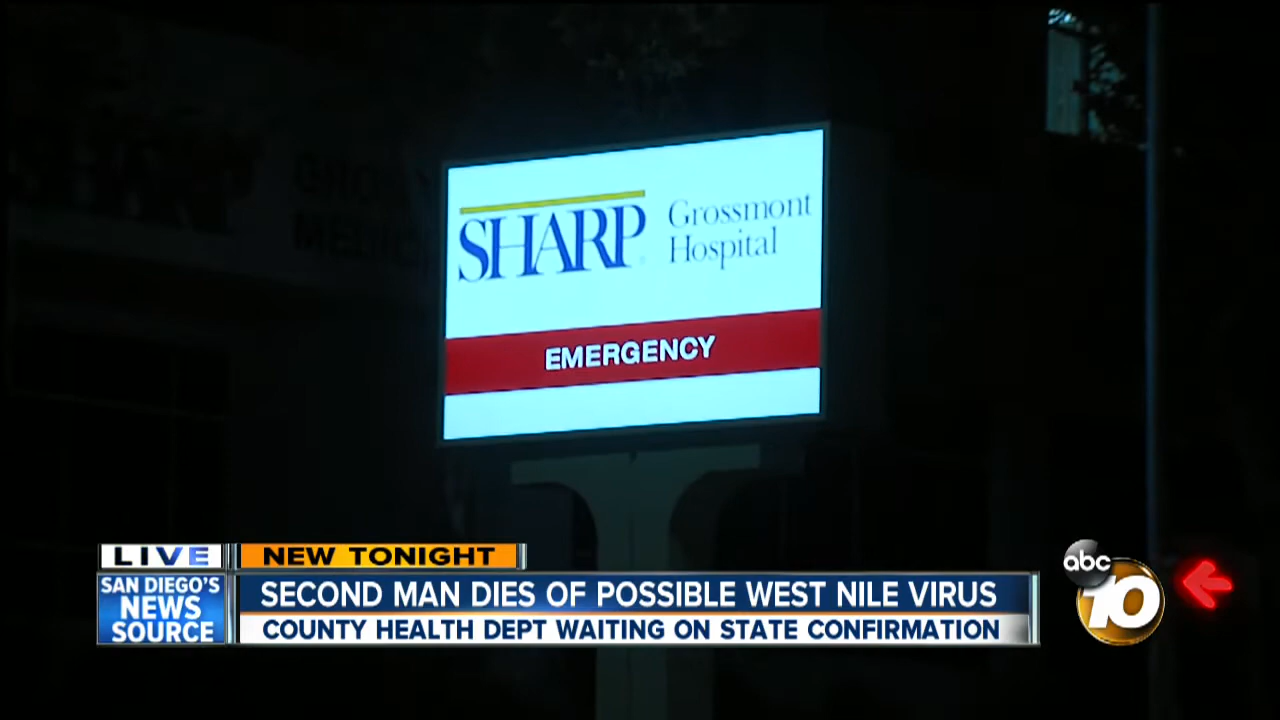 SHARP
Grossmont
Hospital
EMERGENCY
LIVE
NEW TONIGHT
SAN DIEGO'S
NEWS
SOURCE
SECOND MAN DIES OF POSSIBLE WEST NILE VIRUS
COUNTY HEALTH DEPT WAITING ON STATE CONFIRMATION
abc
10